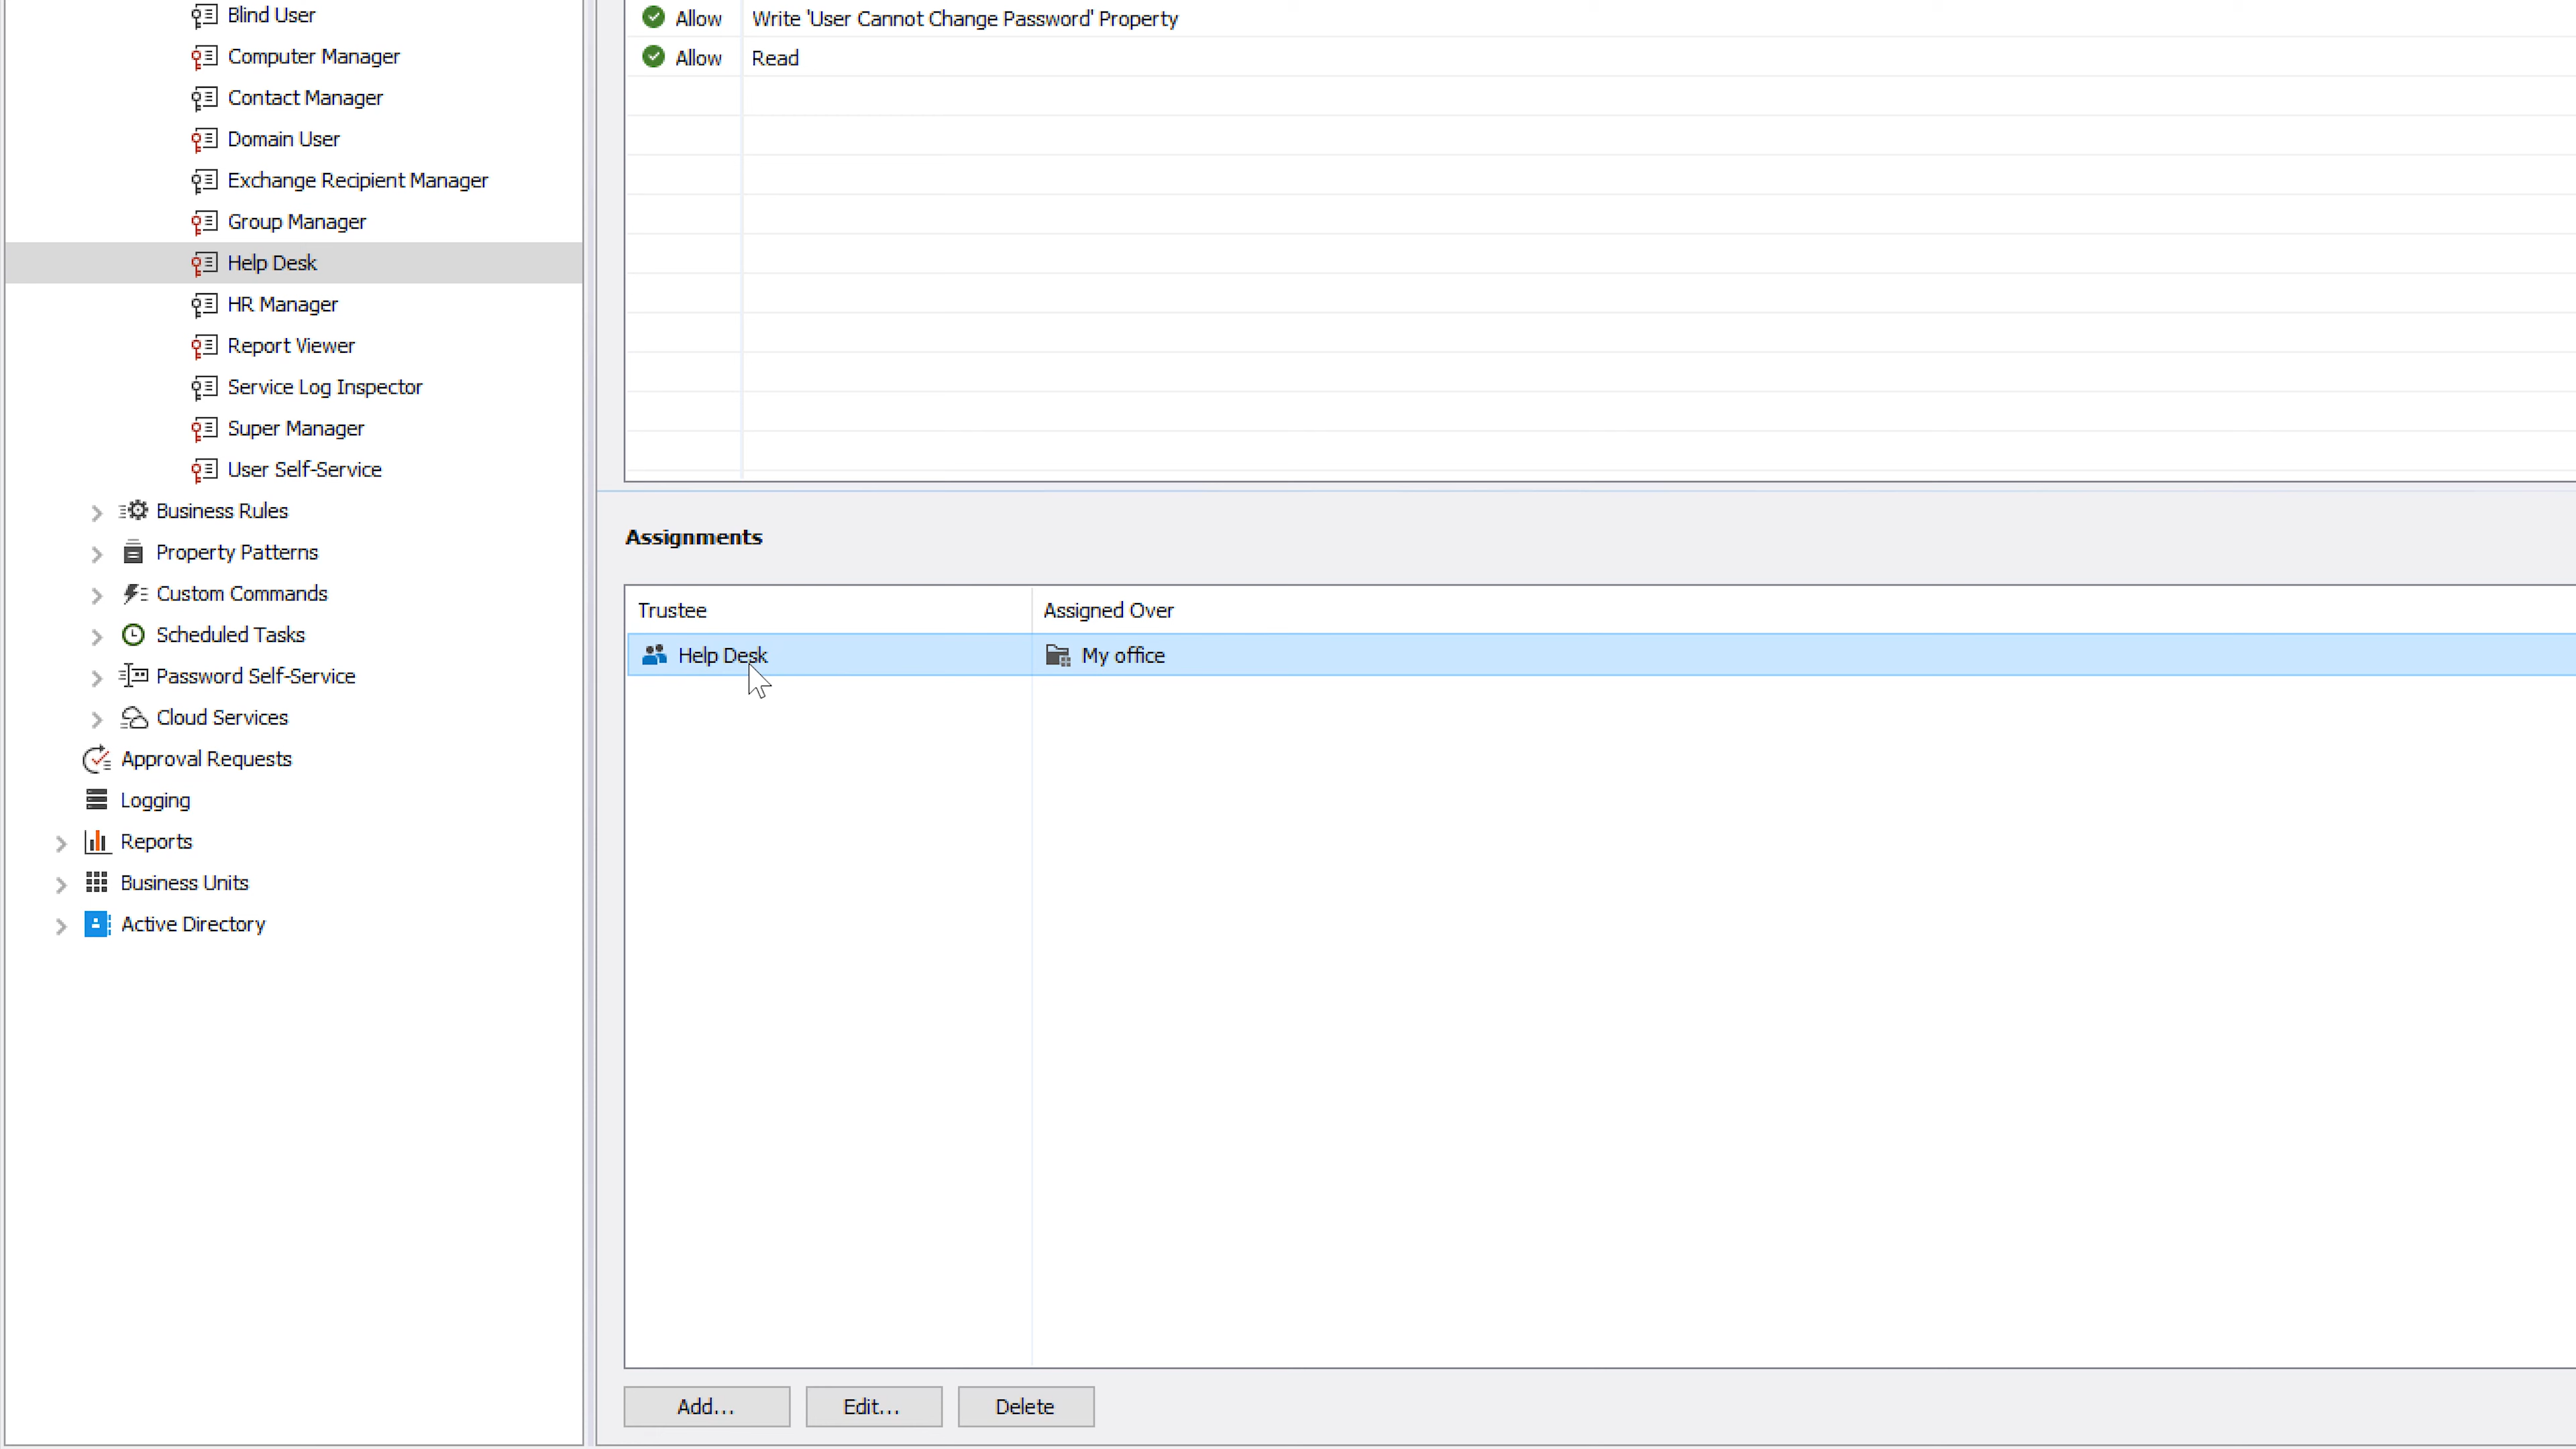 Blind User
Computer Manager
Contact Manager
Domain User
Exchange Recipient Manager
Group Manager
Help Desk
HR Manager
Report Viewer
Service Log Inspector
Super Manager
User Self-Service
Business Rules
Property Patterns
Custom Commands
Scheduled Tasks
Password Self-Service
Cloud Services
Approval Requests
Logging
Reports
Business Units
Active Directory
Allow Write 'User Cannot Change Password' Property
Allow Read
Assignments
Trustee Assigned Over
Help Desk My office
Add... Edit... Delete